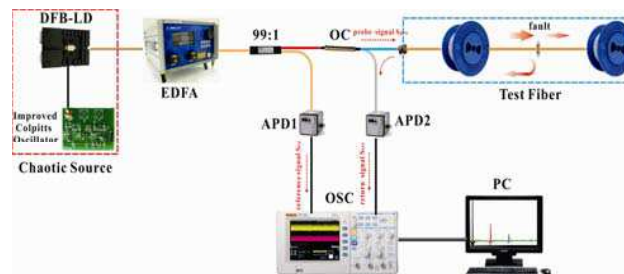 DFB-LD
99:1
OC
probe signal
fault
EDFA
Test Fiber
Improved
Colpitts
Oscillator
APD1
APD2
Chaotic Source
reference signal
return signal
OSC
PC